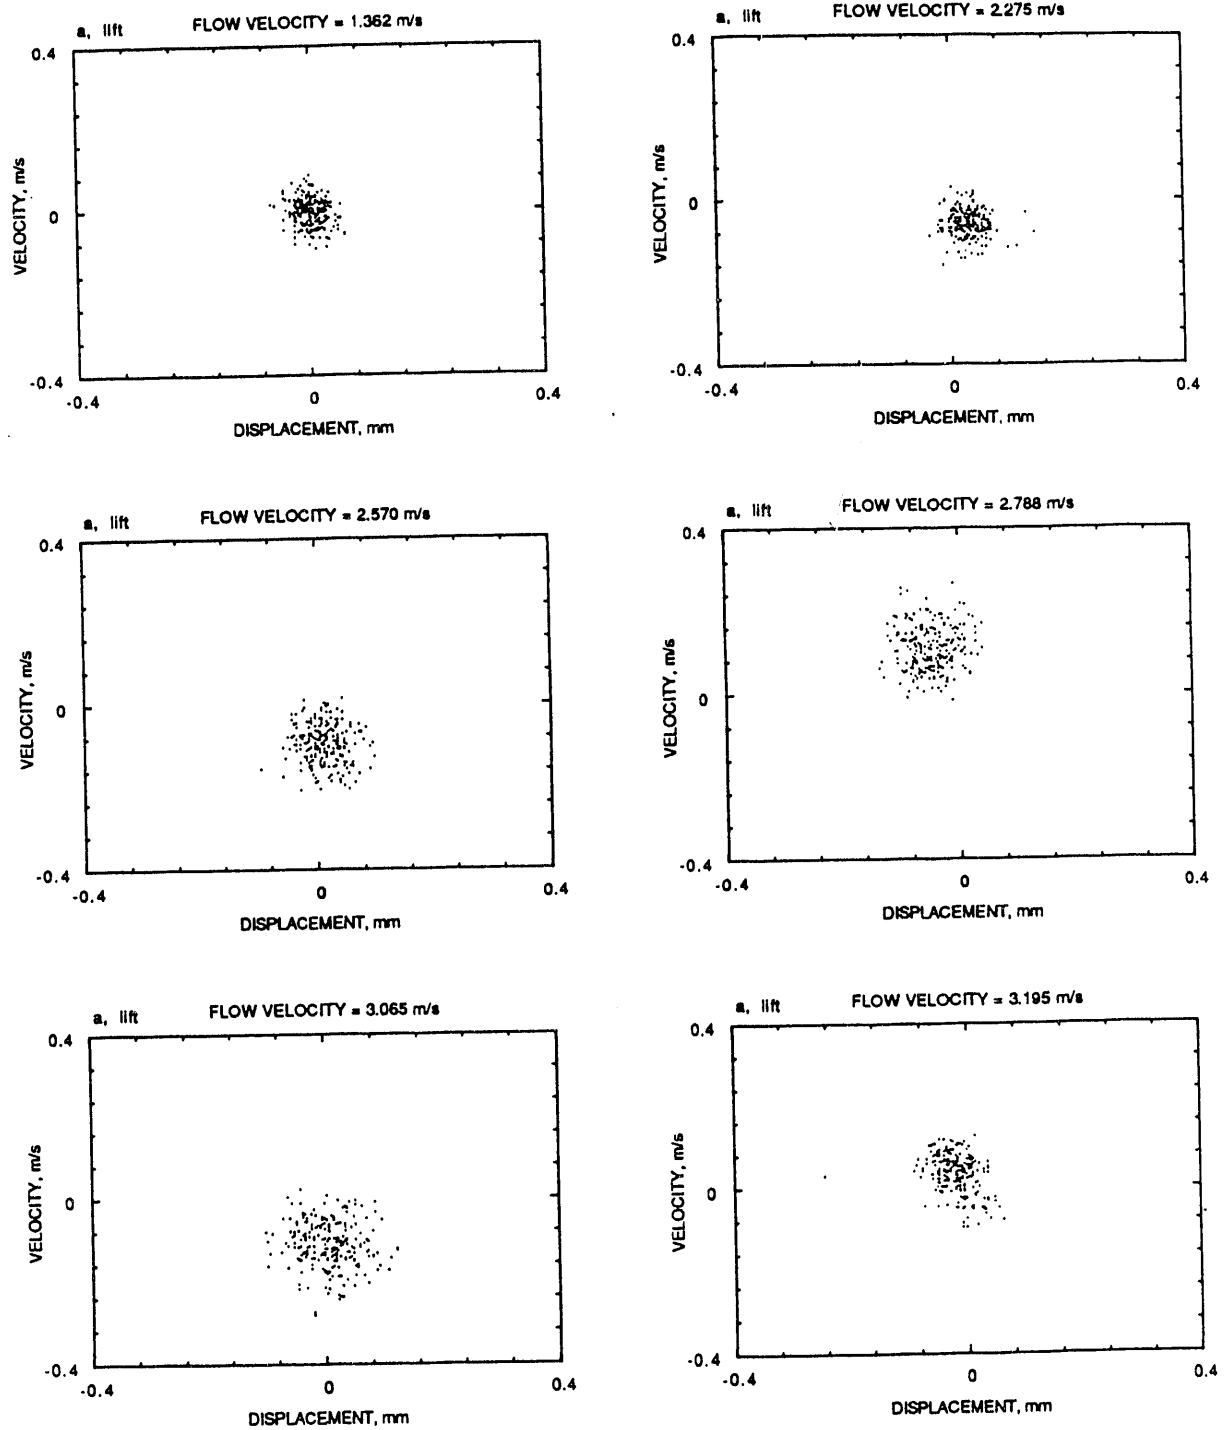 a, lift FLOW VELOCITY = 1.362 m/s
0.4
VELOCITY, m/s
0
-0.4
-0.4 0 0.4
DISPLACEMENT, mm
a, lift FLOW VELOCITY = 2.275 m/s
0.4
VELOCITY, m/s
0
-0.4
-0.4 0 0.4
DISPLACEMENT, mm
a, lift FLOW VELOCITY = 2.570 m/s
0.4
VELOCITY, m/s
0
-0.4
-0.4 0 0.4
DISPLACEMENT, mm
a, lift FLOW VELOCITY = 2.788 m/s
0.4
VELOCITY, m/s
0
-0.4
-0.4 0 0.4
DISPLACEMENT, mm
a, lift FLOW VELOCITY = 3.065 m/s
0.4
VELOCITY, m/s
0
-0.4
-0.4 0 0.4
DISPLACEMENT, mm
a, lift FLOW VELOCITY = 3.195 m/s
0.4
VELOCITY, m/s
0
-0.4
-0.4 0 0.4
DISPLACEMENT, mm